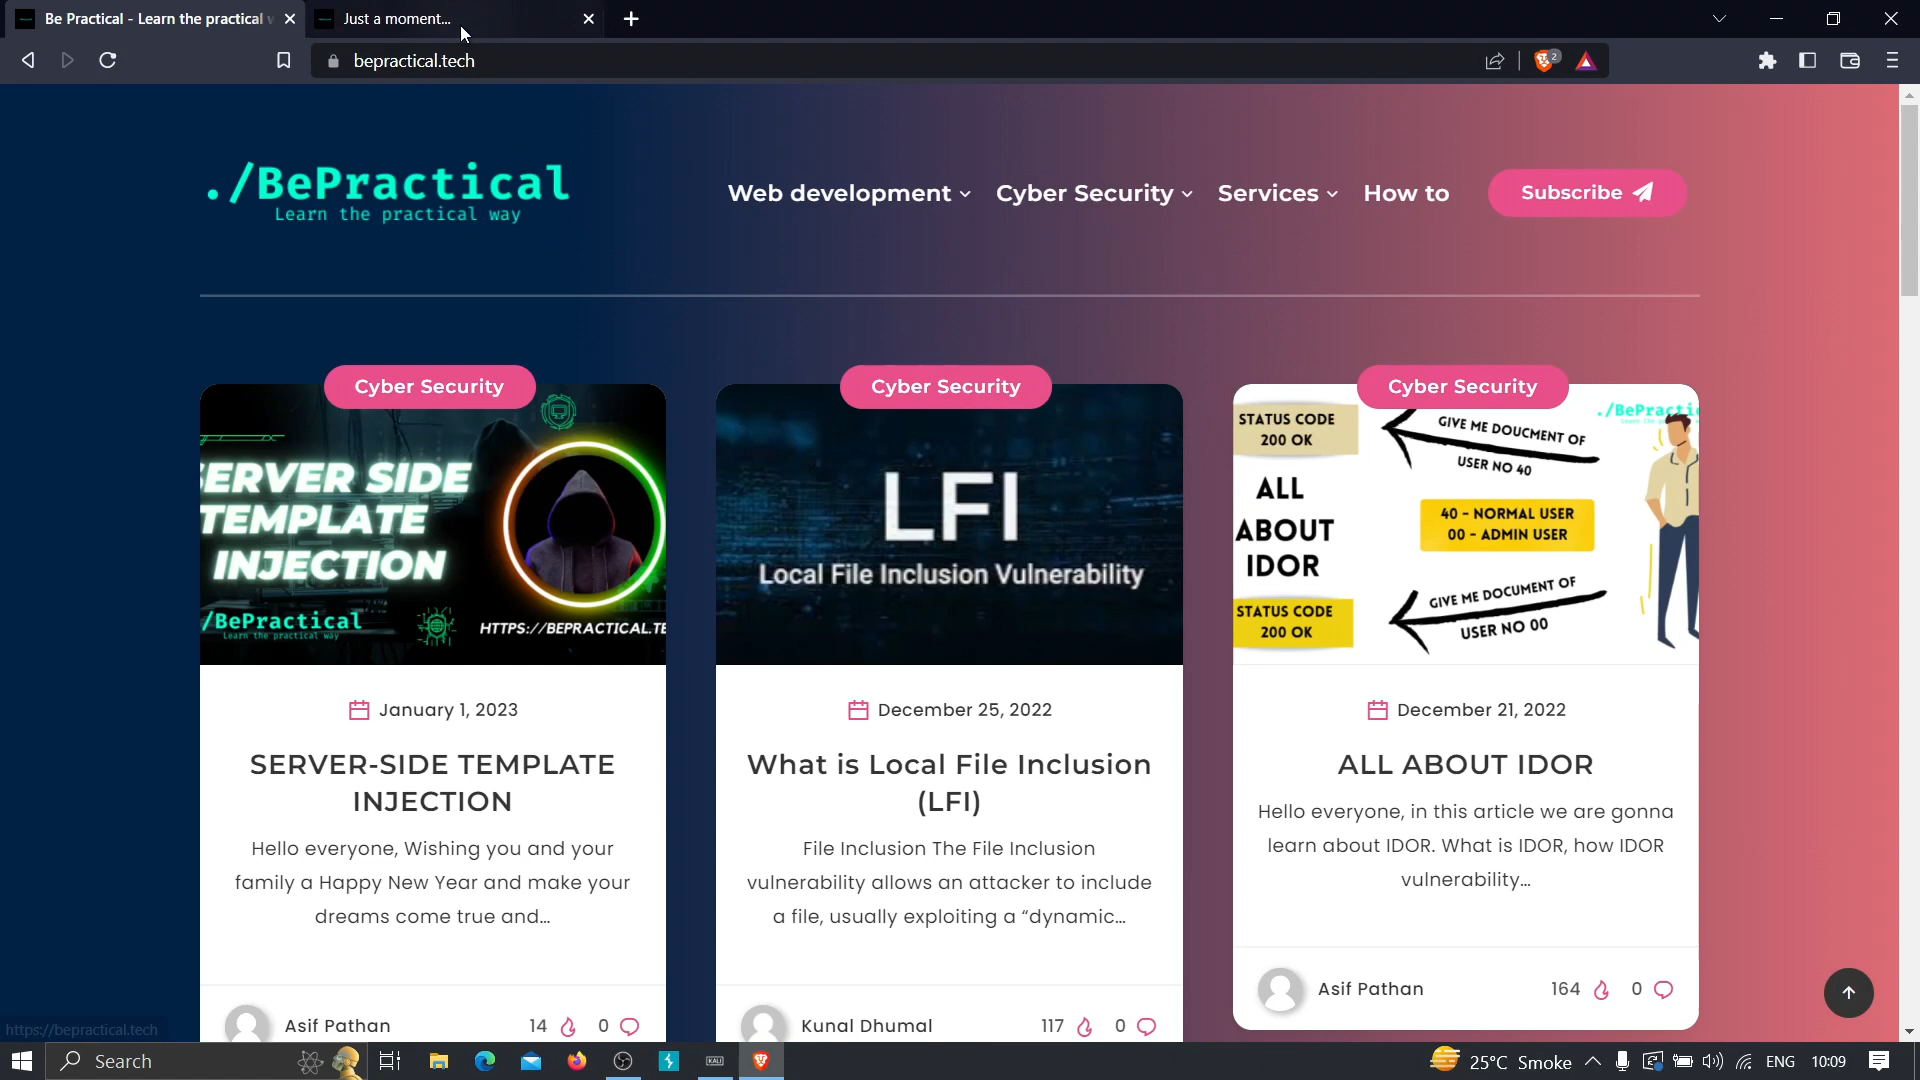 Be Practical - Learn the practical w
Just a moment...
bepractical.tech
2
./BePractical
Learn the practical way
Web development
Cyber Security
Services
How to
Subscribe
Cyber Security
Cyber Security
Cyber Security
SERVER SIDE
TEMPLATE
INJECTION
/BePractical
Learn the practical way
HTTPS://BEPRACTICAL.TE
LFI
Local File Inclusion Vulnerability
./BePractic
STATUS CODE
200 OK
GIVE ME DOUCMENT OF
USER NO 40
ALL
ABOUT
IDOR
40 - NORMAL USER
00 - ADMIN USER
STATUS CODE
200 OK
GIVE ME DOCUMENT OF
USER NO 00
January 1, 2023
SERVER-SIDE TEMPLATE
INJECTION
Hello everyone, Wishing you and your
family a Happy New Year and make your
dreams come true and...
Asif Pathan
14
0
December 25, 2022
What is Local File Inclusion
(LFI)
File Inclusion The File Inclusion
vulnerability allows an attacker to include
a file, usually exploiting a “dynamic...
Kunal Dhumal
117
0
December 21, 2022
ALL ABOUT IDOR
Hello everyone, in this article we are gonna
learn about IDOR. What is IDOR, how IDOR
vulnerability...
Asif Pathan
164
0
https://bepractical.tech
Search
KALI
25°C Smoke
ENG
10:09